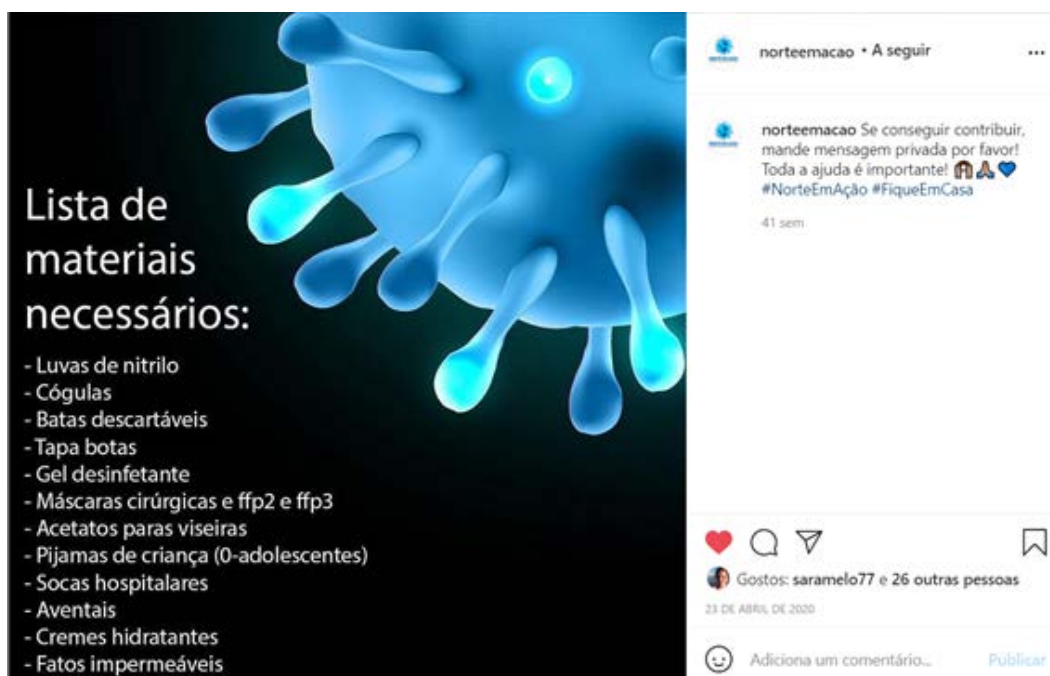 Lista de
materiais
necessários:
- Luvas de nitrilo
- Cógulas
- Batas descartáveis
- Tapa botas
- Gel desinfetante
- Máscaras cirúrgicas e ffp2 e ffp3
- Acetatos paras viseiras
- Pijamas de criança (0-adolescentes)
- Socas hospitalares
- Aventais
- Cremes hidratantes
- Fatos impermeáveis
norteemacao • A seguir
norteemacao Se conseguir contribuir,
mande mensagem privada por favor!
Toda a ajuda é importante!
#NorteEmAção #FiqueEmCasa
41 sem
Gostos: saramelo77 e 26 outras pessoas
23 DE ABRIL DE 2020
Adiciona um comentário... Publicar